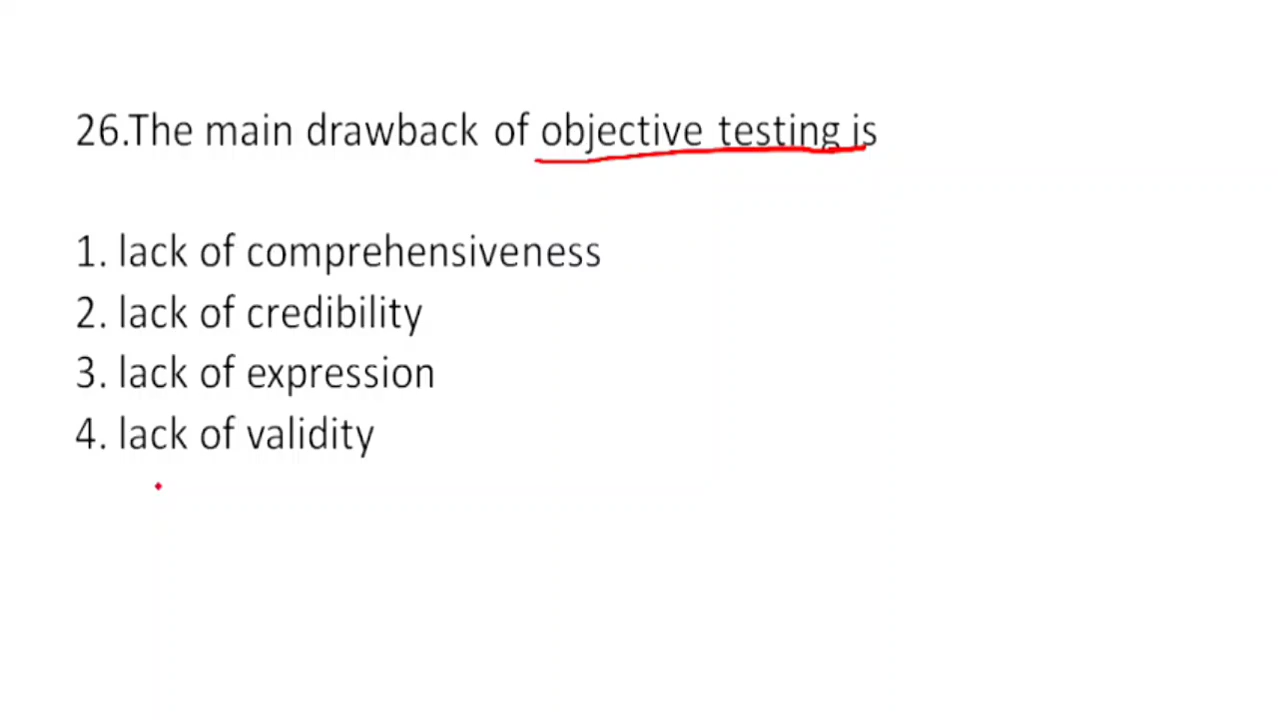 26.The main drawback of objective testing is
1. lack of comprehensiveness
2. lack of credibility
3. lack of expression
4. lack of validity